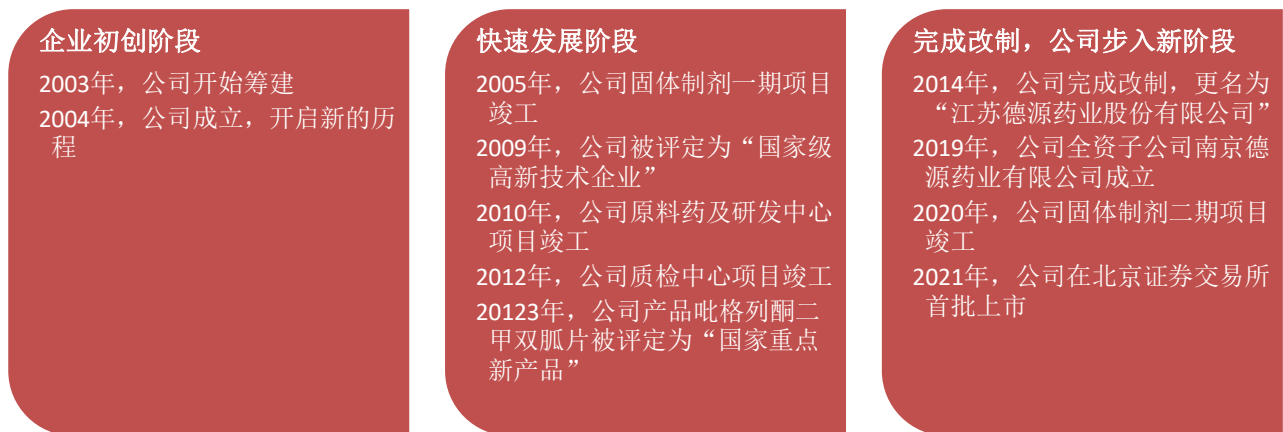 企业初创阶段
2003年，公司开始筹建
2004年，公司成立，开启新的历
程
快速发展阶段
2005年，公司固体制剂一期项目
竣工
2009年，公司被评定为“国家级
高新技术企业”
2010年，公司原料药及研发中心
项目竣工
2012年，公司质检中心项目竣工
20123年，公司产品吡格列酮二
甲双胍片被评定为“国家重点
新产品”
完成改制，公司步入新阶段
2014年，公司完成改制，更名为
“江苏德源药业股份有限公司”
2019年，公司全资子公司南京德
源药业有限公司成立
2020年，公司固体制剂二期项目
竣工
2021年，公司在北京证券交易所
首批上市